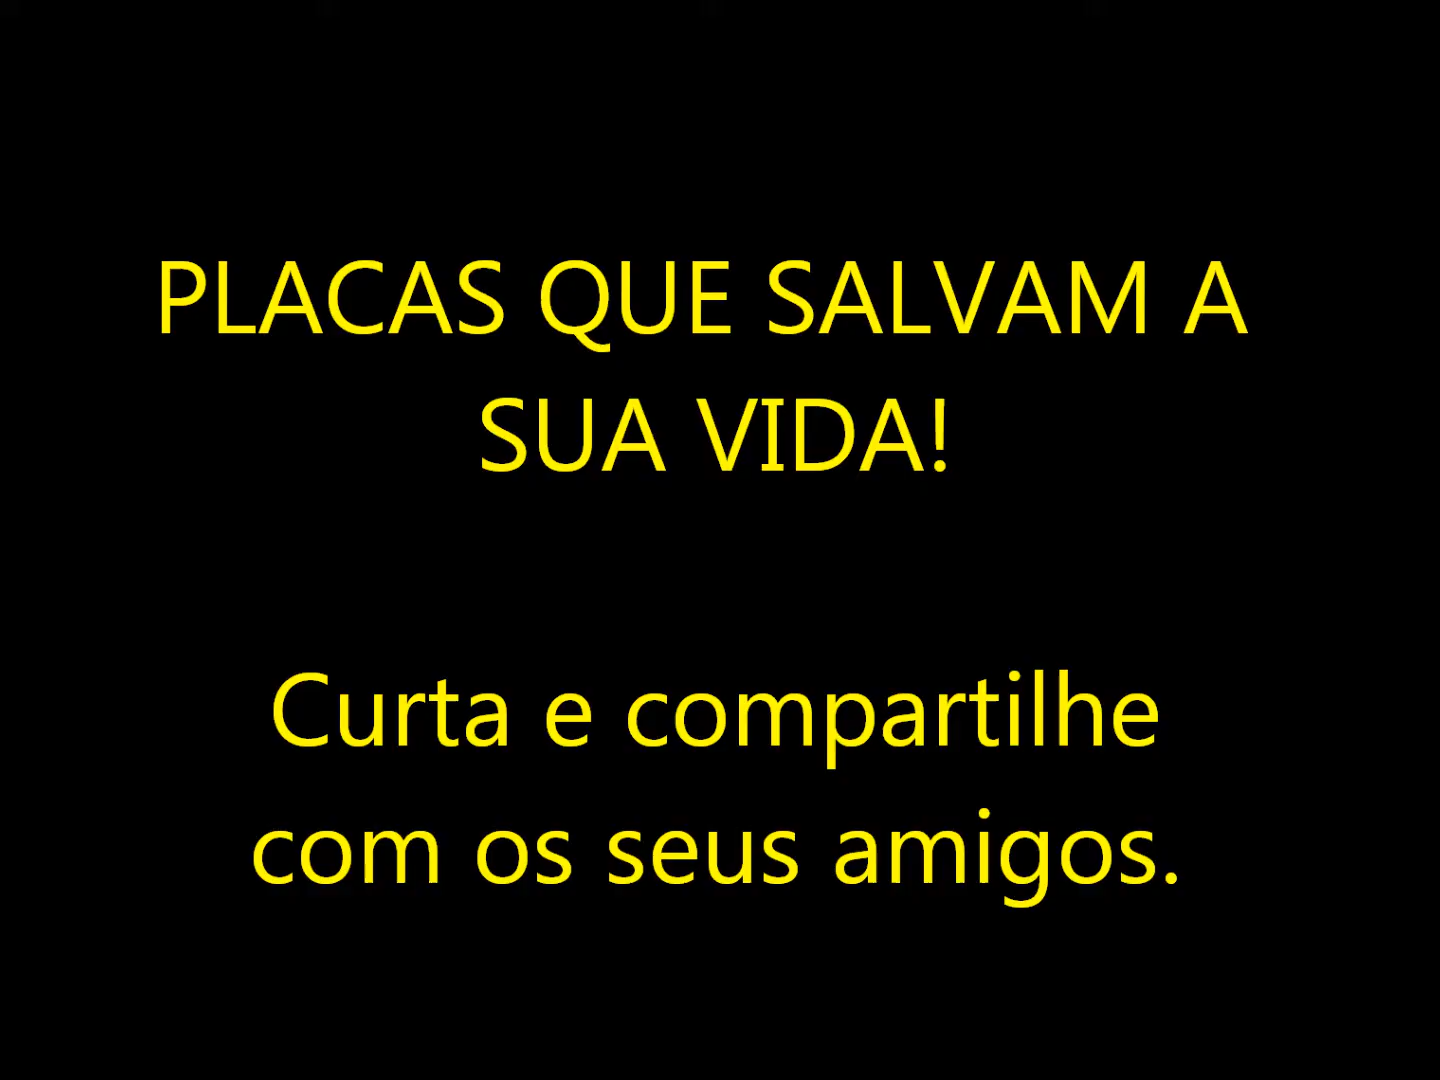 PLACAS QUE SALVAM A
SUA VIDA!
Curta e compartilhe
com os seus amigos.